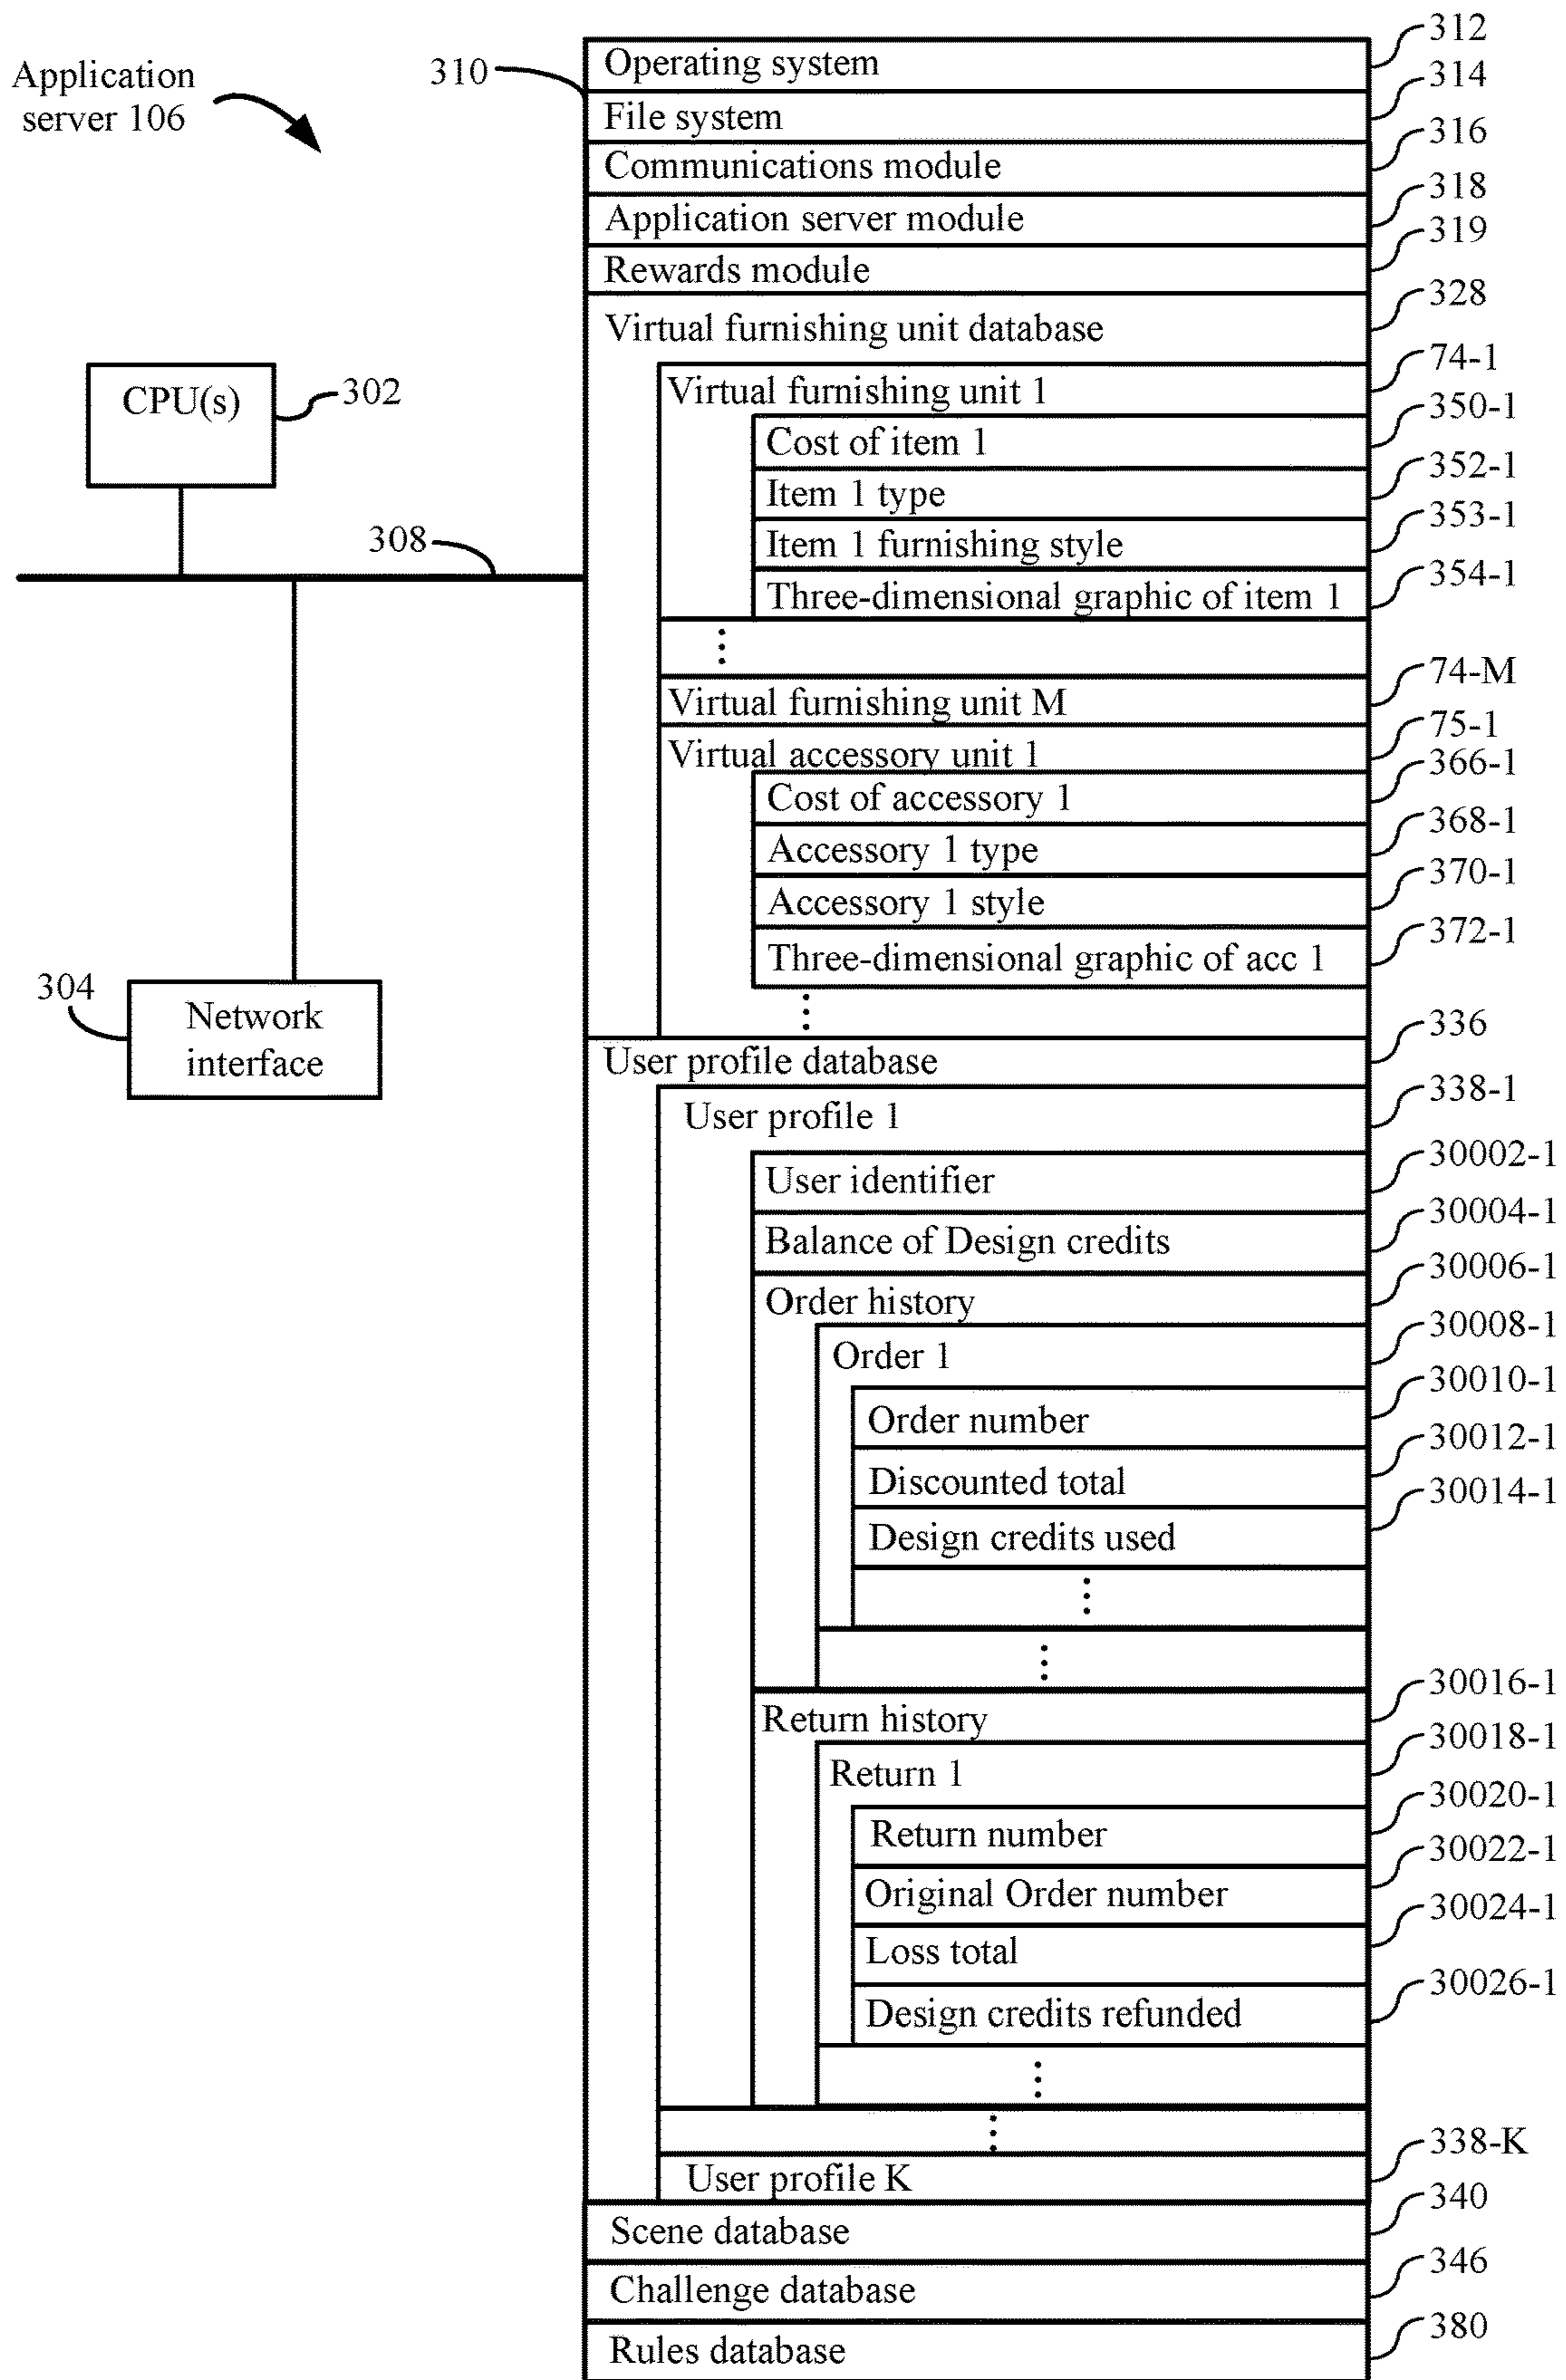 Application
server 106
310
Operating system
312
File system
314
Communications module
316
Application server module
318
Rewards module
319
Virtual furnishing unit database
328
Virtual furnishing unit 1
74-1
Cost of item 1
350-1
Item 1 type
352-1
Item 1 furnishing style
353-1
Three-dimensional graphic of item 1
354-1
⋮
Virtual furnishing unit M
74-M
Virtual accessory unit 1
75-1
Cost of accessory 1
366-1
Accessory 1 type
368-1
Accessory 1 style
370-1
Three-dimensional graphic of acc 1
372-1
⋮
CPU(s)
302
308
304
Network
interface
User profile database
336
User profile 1
338-1
User identifier
30002-1
Balance of Design credits
30004-1
Order history
30006-1
Order 1
30008-1
Order number
30010-1
Discounted total
30012-1
Design credits used
30014-1
⋮
⋮
Return history
30016-1
Return 1
30018-1
Return number
30020-1
Original Order number
30022-1
Loss total
30024-1
Design credits refunded
30026-1
⋮
⋮
User profile K
338-K
Scene database
340
Challenge database
346
Rules database
380